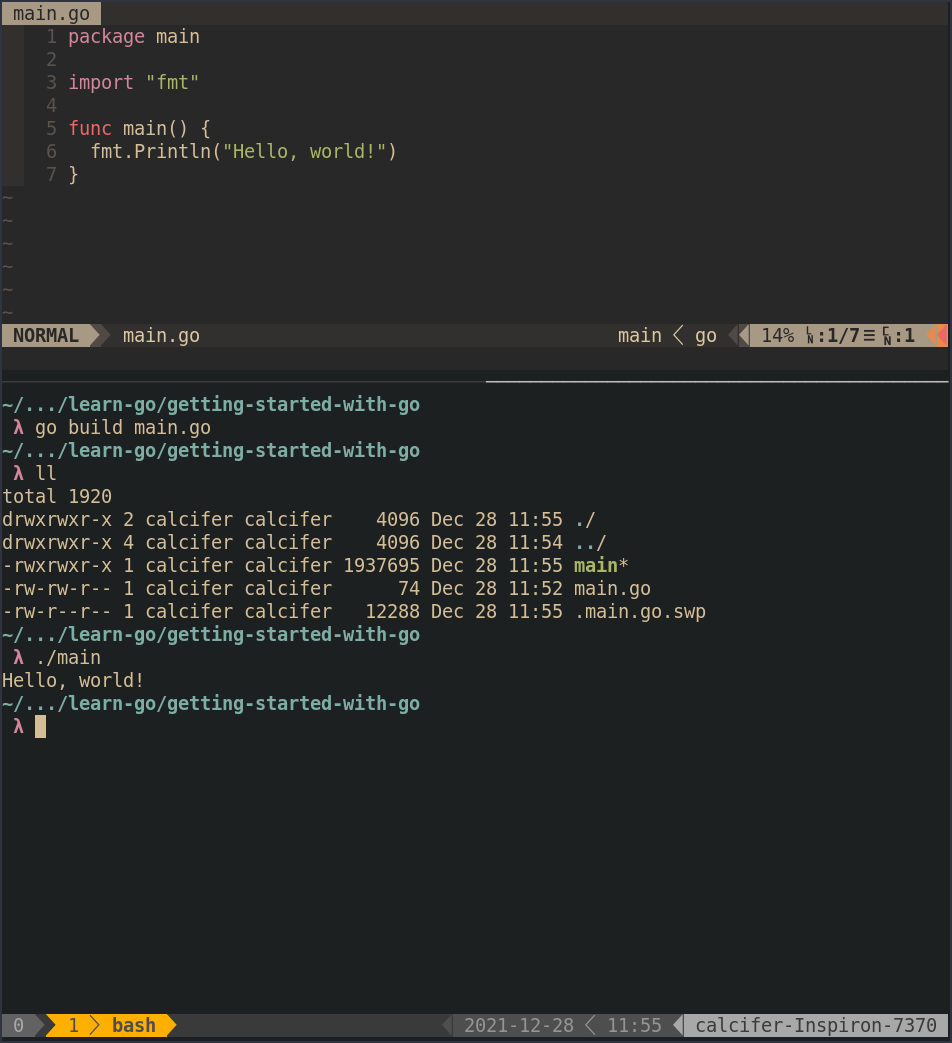 main.go
1 package main
2
3 import "fmt"
4
5 func main() {
6   fmt.Println("Hello, world!")
7 }
~
~
~
~
~
~
NORMAL main.go main go 14% ㏑:1/7☰℅:1
~/.../learn-go/getting-started-with-go
 λ go build main.go
~/.../learn-go/getting-started-with-go
 λ ll
total 1920
drwxrwxr-x 2 calcifer calcifer    4096 Dec 28 11:55 ./
drwxrwxr-x 4 calcifer calcifer    4096 Dec 28 11:54 ../
-rwxrwxr-x 1 calcifer calcifer 1937695 Dec 28 11:55 main*
-rw-rw-r-- 1 calcifer calcifer      74 Dec 28 11:52 main.go
-rw-r--r-- 1 calcifer calcifer   12288 Dec 28 11:55 .main.go.swp
~/.../learn-go/getting-started-with-go
 λ ./main
Hello, world!
~/.../learn-go/getting-started-with-go
 λ
0 1 bash 2021-12-28 11:55 calcifer-Inspiron-7370